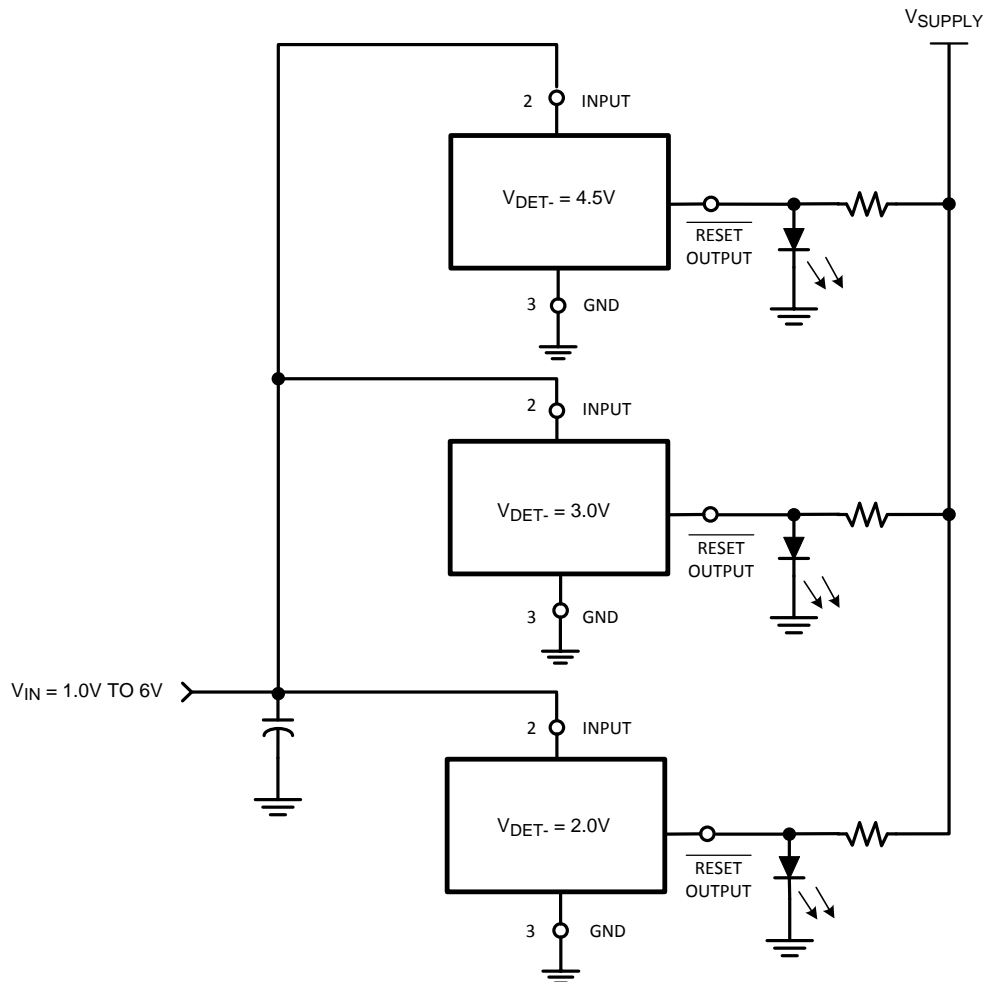 VSUPPLY
2 INPUT
VDET- = 4.5V
RESET
OUTPUT
3 GND
2 INPUT
VDET- = 3.0V
RESET
OUTPUT
3 GND
VIN = 1.0V TO 6V
2 INPUT
VDET- = 2.0V
RESET
OUTPUT
3 GND